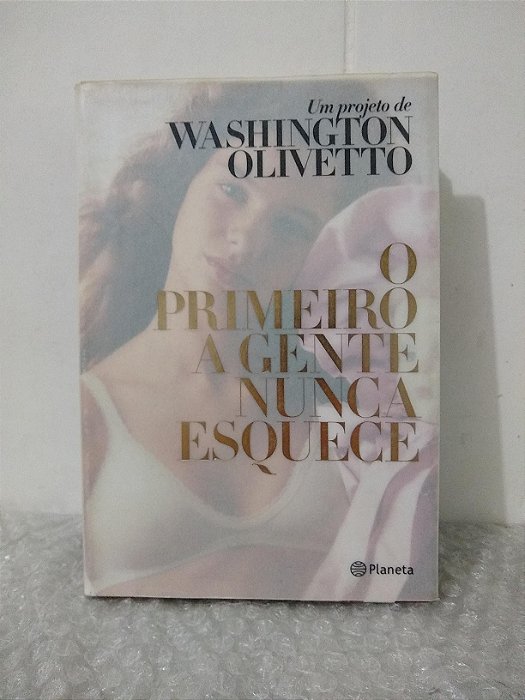 Um projeto de
WASHINGTON
OLIVETTO
O
PRIMEIRO
A GENTE
NUNCA
ESQUECE
Planeta